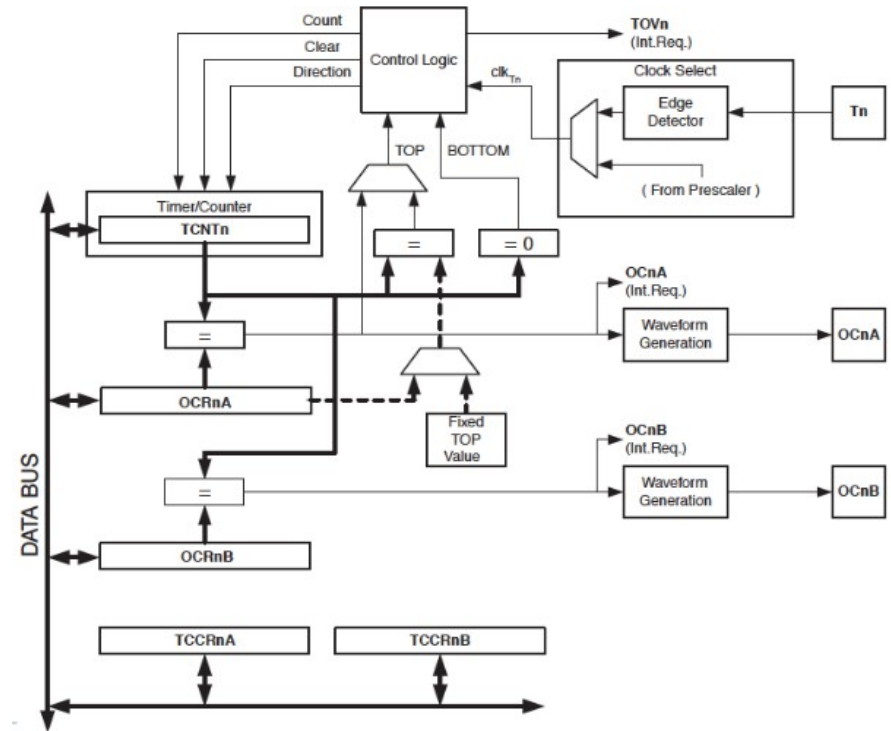 Count
Clear
Direction
Control Logic
TOVn
(Int.Req.)
clkTn
Clock Select
Edge
Detector
Tn
( From Prescaler )
TOP
BOTTOM
Timer/Counter
TCNTn
=
= 0
OCnA
(Int.Req.)
=
Waveform
Generation
OCnA
OCRnA
Fixed
TOP
Value
OCnB
(Int.Req.)
=
Waveform
Generation
OCnB
DATA BUS
OCRnB
TCCRnA
TCCRnB